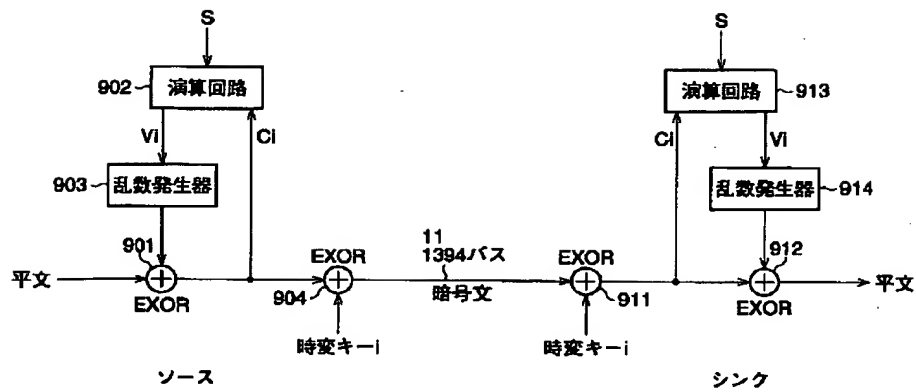 S
902
演算回路
Vi
Ci
903
乱数発生器
901
平文
EXOR
EXOR
904
時変キーi
ソース
11
1394バス
暗号文
S
演算回路
913
Ci
Vi
乱数発生器
914
EXOR
911
時変キーi
912
EXOR
平文
シンク